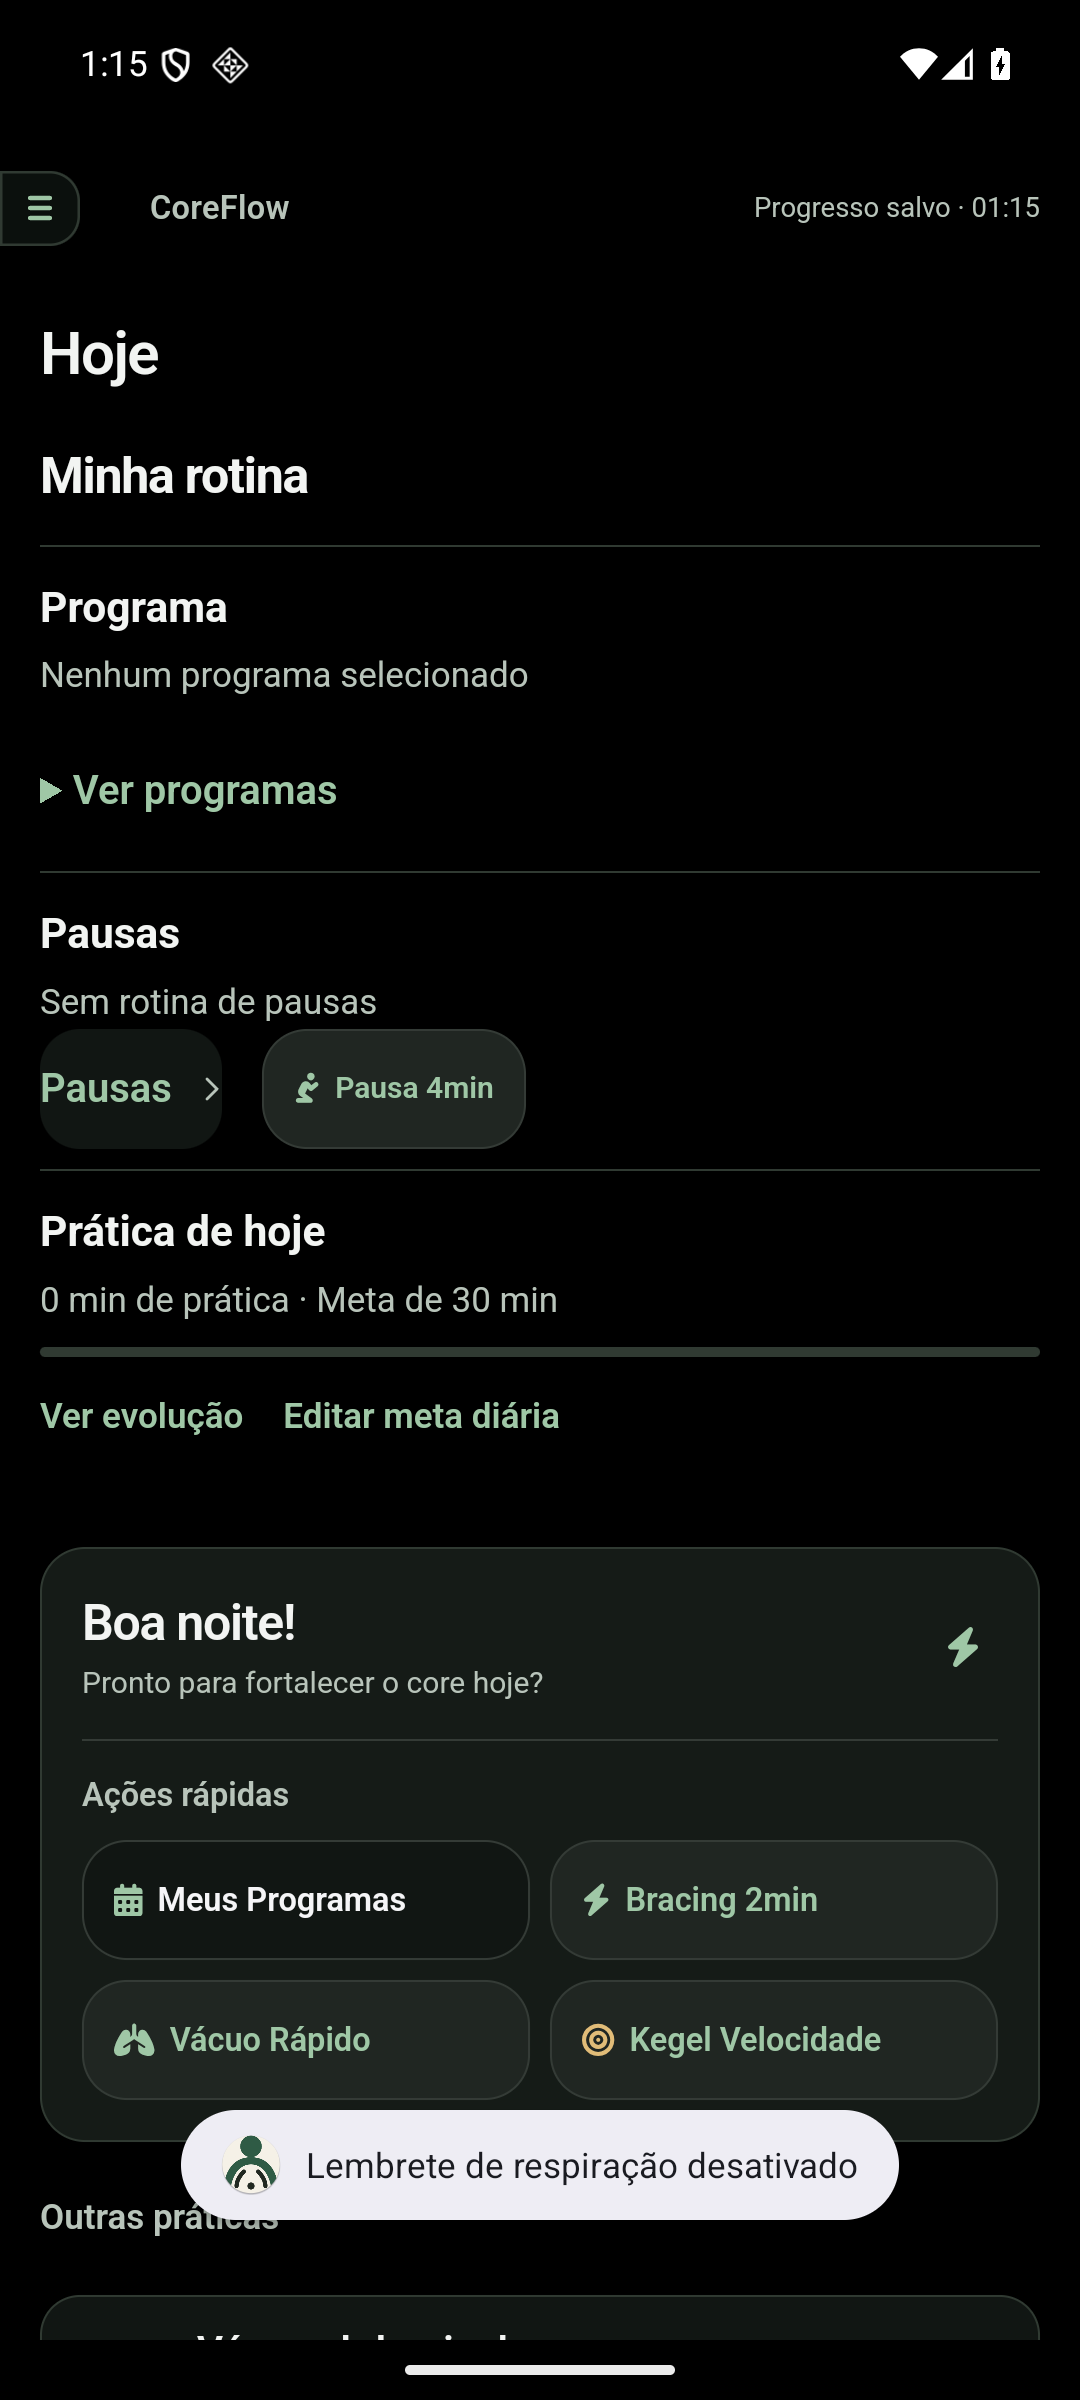 1:15
CoreFlow
Progresso salvo · 01:15
Hoje
Minha rotina
Programa
Nenhum programa selecionado
Ver programas
Pausas
Sem rotina de pausas
Pausas
Pausa 4min
Prática de hoje
0 min de prática · Meta de 30 min
Ver evolução
Editar meta diária
Boa noite!
Pronto para fortalecer o core hoje?
Ações rápidas
Meus Programas
Bracing 2min
Vácuo Rápido
Kegel Velocidade
Lembrete de respiração desativado
Outras práticas